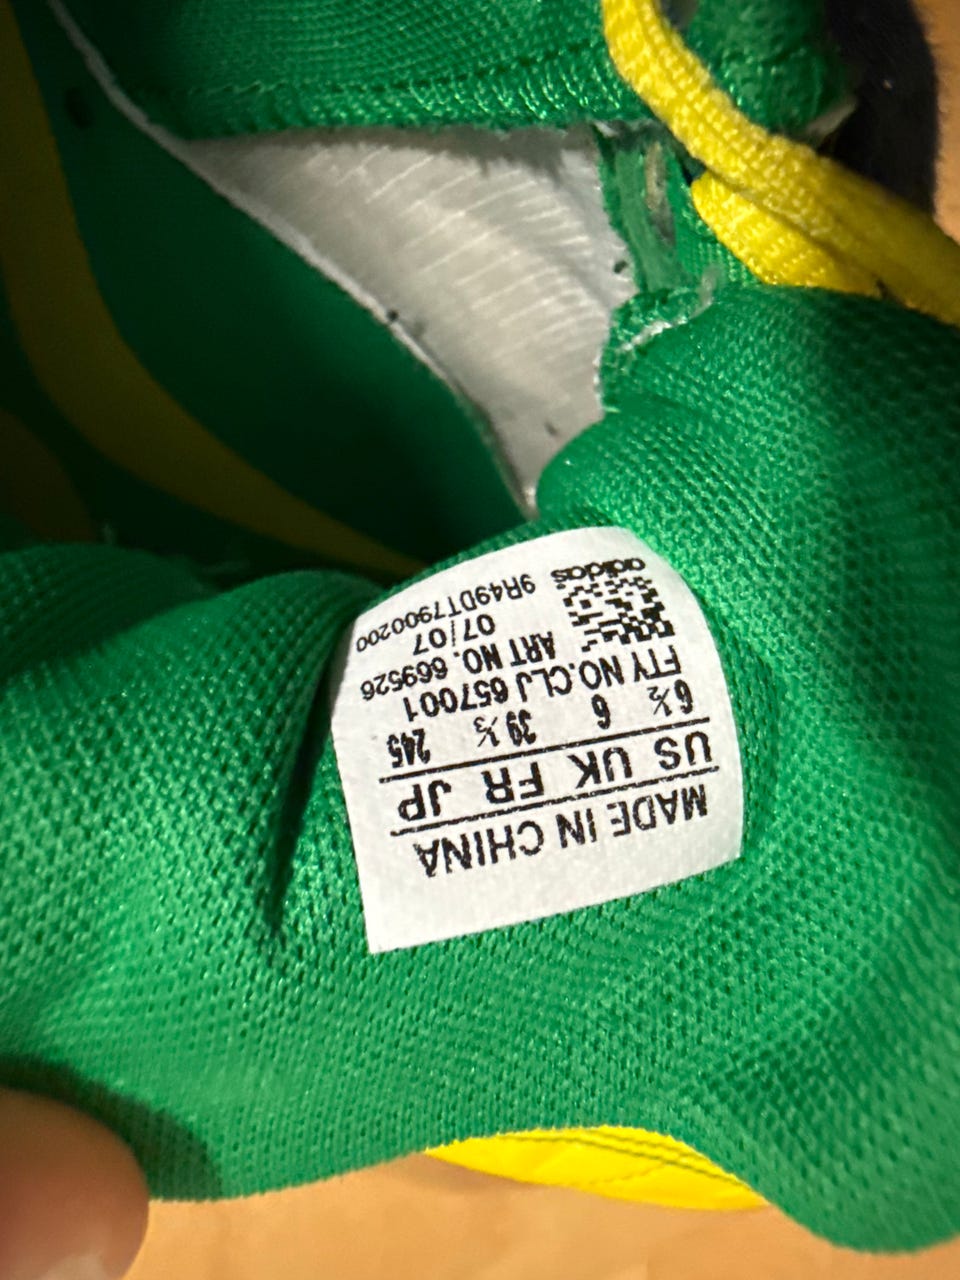 MADE IN CHINA
US UK FR JP
6½ 6 39⅓ 245
FTY NO.CLJ 657001
ART NO. 669526
07/07
9R49DT7900200
adidas